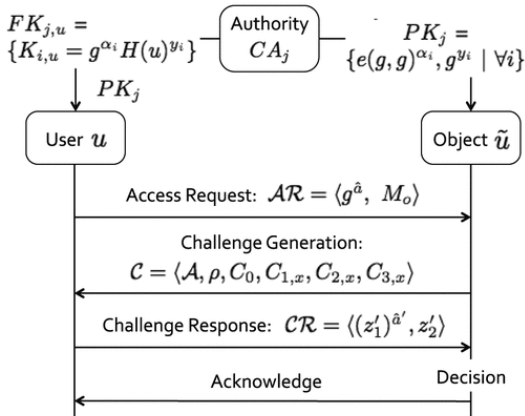 FK_{j,u} =
{K_{i,u} = g^{α_i} H(u)^{y_i}}
Authority
CA_j
PK_j =
{e(g, g)^{α_i}, g^{y_i} | ∀i}
PK_j
User u
Object ũ
Access Request: 𝒜ℛ = ⟨g^{â}, M_o⟩
Challenge Generation:
𝒞 = ⟨𝒜, ρ, C_0, C_{1,x}, C_{2,x}, C_{3,x}⟩
Challenge Response: 𝒞ℛ = ⟨(z′_1)^{â′}, z′_2⟩
Acknowledge
Decision